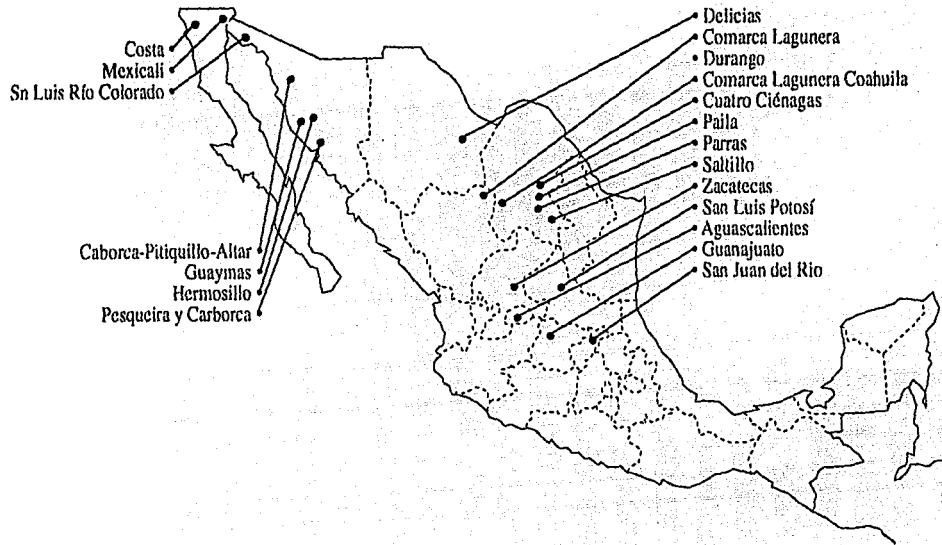 Costa
Mexicali
Sn Luis Río Colorado
Caborca-Pitiquillo-Altar
Guaymas
Hermosillo
Pesqueira y Carborca
Delicias
Comarca Lagunera
Durango
Comarca Lagunera Coahuila
Cuatro Ciénagas
Paila
Parras
Saltillo
Zacatecas
San Luis Potosí
Aguascalientes
Guanajuato
San Juan del Rio